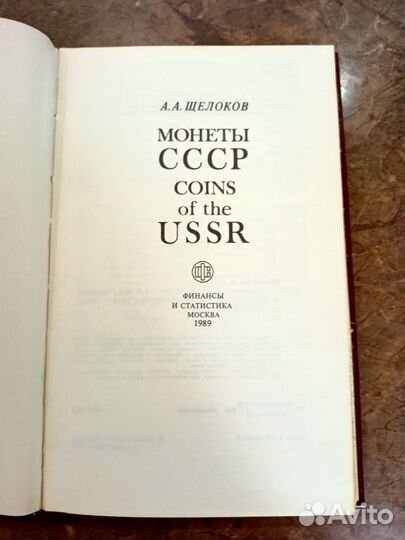 А. А. ЩЕЛОКОВ
МОНЕТЫ
СССР
COINS
of the
USSR
ФИНАНСЫ
И СТАТИСТИКА
МОСКВА
1989
Avito